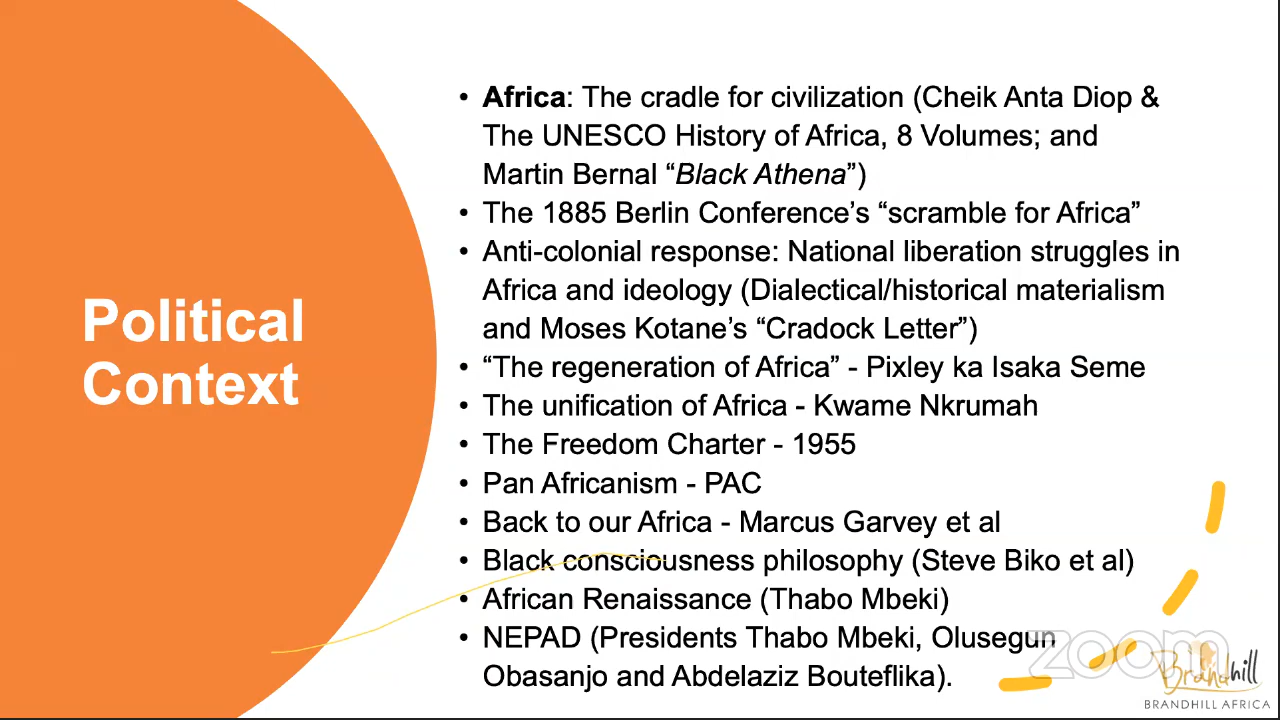 Political
Context
• Africa: The cradle for civilization (Cheik Anta Diop &
The UNESCO History of Africa, 8 Volumes; and
Martin Bernal “Black Athena”)
• The 1885 Berlin Conference’s “scramble for Africa”
• Anti-colonial response: National liberation struggles in
Africa and ideology (Dialectical/historical materialism
and Moses Kotane’s “Cradock Letter”)
• “The regeneration of Africa” - Pixley ka Isaka Seme
• The unification of Africa - Kwame Nkrumah
• The Freedom Charter - 1955
• Pan Africanism - PAC
• Back to our Africa - Marcus Garvey et al
• Black consciousness philosophy (Steve Biko et al)
• African Renaissance (Thabo Mbeki)
• NEPAD (Presidents Thabo Mbeki, Olusegun
Obasanjo and Abdelaziz Bouteflika).
zoom
Brandhill
BRANDHILL AFRICA